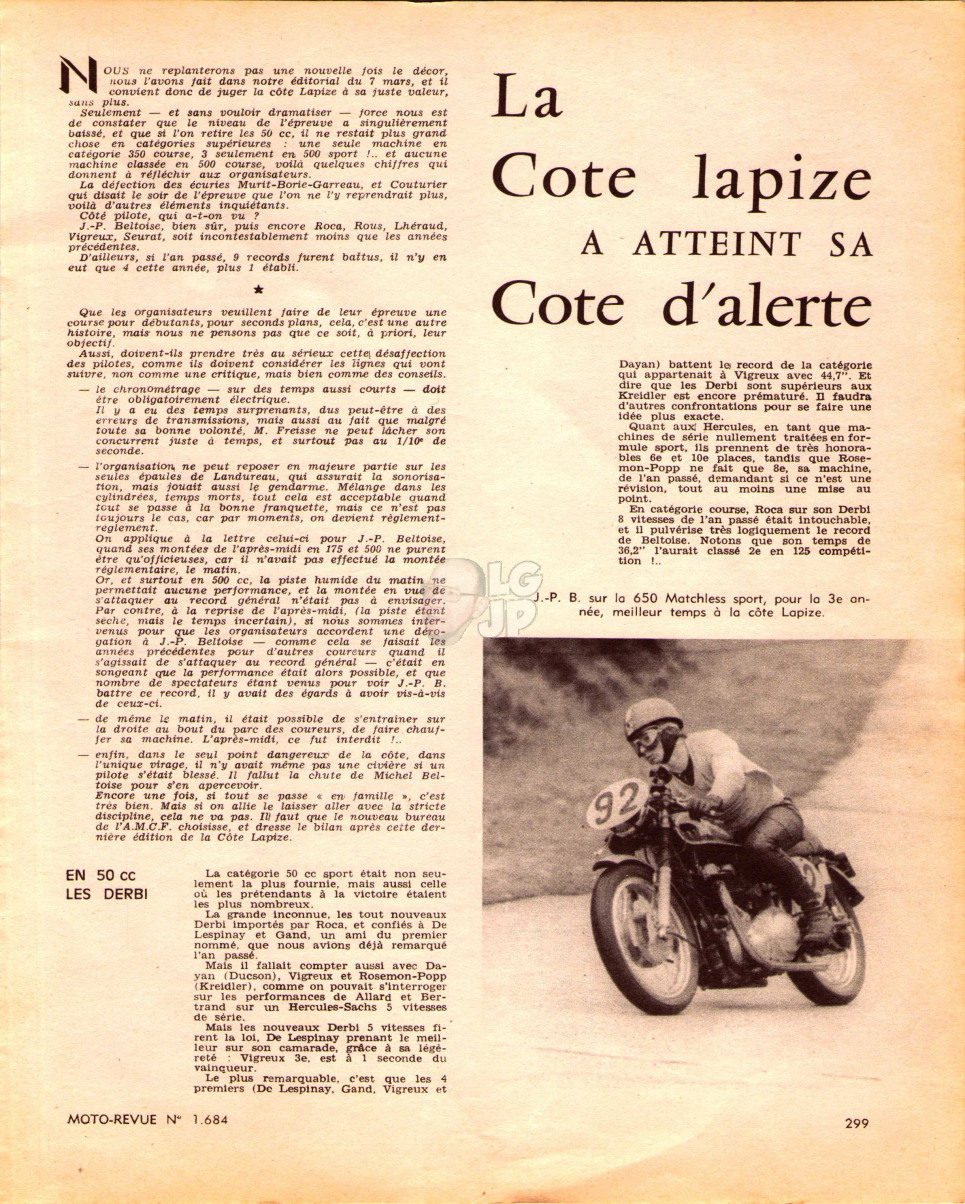 La
Cote lapize
A ATTEINT SA
Cote d'alerte
NOUS ne replanterons pas une nouvelle fois le décor,
nous l'avons fait dans notre éditorial du 7 mars, et il
convient donc de juger la côte Lapize à sa juste valeur,
sans plus.
Seulement — et sans vouloir dramatiser — force nous est
de constater que le niveau de l'épreuve a singulièrement
baissé, et que si l'on retire les 50 cc, il ne restait plus grand
chose en catégories supérieures : une seule machine en
catégorie 350 course, 3 seulement en 500 sport !.. et aucune
machine classée en 500 course, voilà quelques chiffres qui
donnent à réfléchir aux organisateurs.
La défection des écuries Murit-Borie-Garreau, et Couturier
qui disait le soir de l'épreuve que l'on ne l'y reprendrait plus,
voilà d'autres éléments inquiétants.
Côté pilote, qui a-t-on vu ?
J.-P. Beltoise, bien sûr, puis encore Roca, Rous, Lhéraud,
Vigreux, Seurat, soit incontestablement moins que les années
précédentes.
D'ailleurs, si l'an passé, 9 records furent battus, il n'y en
eut que 4 cette année, plus 1 établi.
★
Que les organisateurs veuillent faire de leur épreuve une
course pour débutants, pour seconds plans, cela, c'est une autre
histoire, mais nous ne pensons pas que ce soit, à priori, leur
objectif.
Aussi, doivent-ils prendre très au sérieux cette désaffection
des pilotes, comme ils doivent considérer les lignes qui vont
suivre, non comme une critique, mais bien comme des conseils.
— le chronométrage — sur des temps aussi courts — doit
être obligatoirement électrique.
Il y a eu des temps surprenants, dus peut-être à des
erreurs de transmissions, mais aussi au fait que malgré
toute sa bonne volonté, M. Freisse ne peut lâcher son
concurrent juste à temps, et surtout pas au 1/10e de
seconde.
— l'organisation, ne peut reposer en majeure partie sur les
seules épaules de Landureau, qui assurait la sonorisa-
tion, mais jouait aussi le gendarme. Mélange dans les
cylindrées, temps morts, tout cela est acceptable quand
tout se passe à la bonne franquette, mais ce n'est pas
toujours le cas, car par moments, on devient règlement-
règlement.
On applique à la lettre celui-ci pour J.-P. Beltoise,
quand ses montées de l'après-midi en 175 et 500 ne purent
être qu'officieuses, car il n'avait pas effectué la montée
réglementaire, le matin.
Or, et surtout en 500 cc, la piste humide du matin ne
permettait aucune performance, et la montée en vue de
s'attaquer au record général n'était pas à envisager.
Par contre, à la reprise de l'après-midi, (la piste étant
sèche, mais le temps incertain), si nous sommes inter-
venus pour que les organisateurs accordent une déro-
gation à J.-P. Beltoise — comme cela se faisait les
années précédentes pour d'autres coureurs quand il
s'agissait de s'attaquer au record général — c'était en
songeant que la performance était alors possible, et que
nombre de spectateurs étant venus pour voir J.-P. B.
battre ce record, il y avait des égards à avoir vis-à-vis
de ceux-ci.
— de même le matin, il était possible de s'entraîner sur
la droite au bout du parc des coureurs, de faire chauf-
fer sa machine. L'après-midi, ce fut interdit !..
— enfin, dans le seul point dangereux de la côte, dans
l'unique virage, il n'y avait même pas une civière si un
pilote s'était blessé. Il fallut la chute de Michel Bel-
toise pour s'en apercevoir.
Encore une fois, si tout se passe « en famille », c'est
très bien. Mais si on allie le laisser aller avec la stricte
discipline, cela ne va pas. Il faut que le nouveau bureau
de l'A.M.C.F. choisisse, et dresse le bilan après cette der-
nière édition de la Côte Lapize.
EN 50 cc
LES DERBI
La catégorie 50 cc sport était non seu-
lement la plus fournie, mais aussi celle
où les prétendants à la victoire étaient
les plus nombreux.
La grande inconnue, les tout nouveaux
Derbi importés par Roca, et confiés à De
Lespinay et Gand, un ami du premier
nommé, que nous avions déjà remarqué
l'an passé.
Mais il fallait compter aussi avec Da-
yan (Ducson), Vigreux et Rosemon-Popp
(Kreidler), comme on pouvait s'interroger
sur les performances de Allard et Ber-
trand sur un Hercules-Sachs 5 vitesses
de série.
Mais les nouveaux Derbi 5 vitesses fi-
rent la loi, De Lespinay prenant le meil-
leur sur son camarade, grâce à sa légè-
reté : Vigreux 3e, est à 1 seconde du
vainqueur.
Le plus remarquable, c'est que les 4
premiers (De Lespinay, Gand, Vigreux et
Dayan) battent le record de la catégorie
qui appartenait à Vigreux avec 44,7''. Et
dire que les Derbi sont supérieurs aux
Kreidler est encore prématuré. Il faudra
d'autres confrontations pour se faire une
idée plus exacte.
Quant aux Hercules, en tant que ma-
chines de série nullement traitées en for-
mule sport, ils prennent de très honora-
bles 6e et 10e places, tandis que Rose-
mon-Popp ne fait que 8e, sa machine,
de l'an passé, demandant si ce n'est une
révision, tout au moins une mise au
point.
En catégorie course, Roca sur son Derbi
8 vitesses de l'an passé était intouchable,
et il pulvérise très logiquement le record
de Beltoise. Notons que son temps de
36,2'' l'aurait classé 2e en 125 compéti-
tion !..
LG
JP
J.-P. B. sur la 650 Matchless sport, pour la 3e an-
née, meilleur temps à la côte Lapize.
92
MOTO-REVUE N° 1.684
299